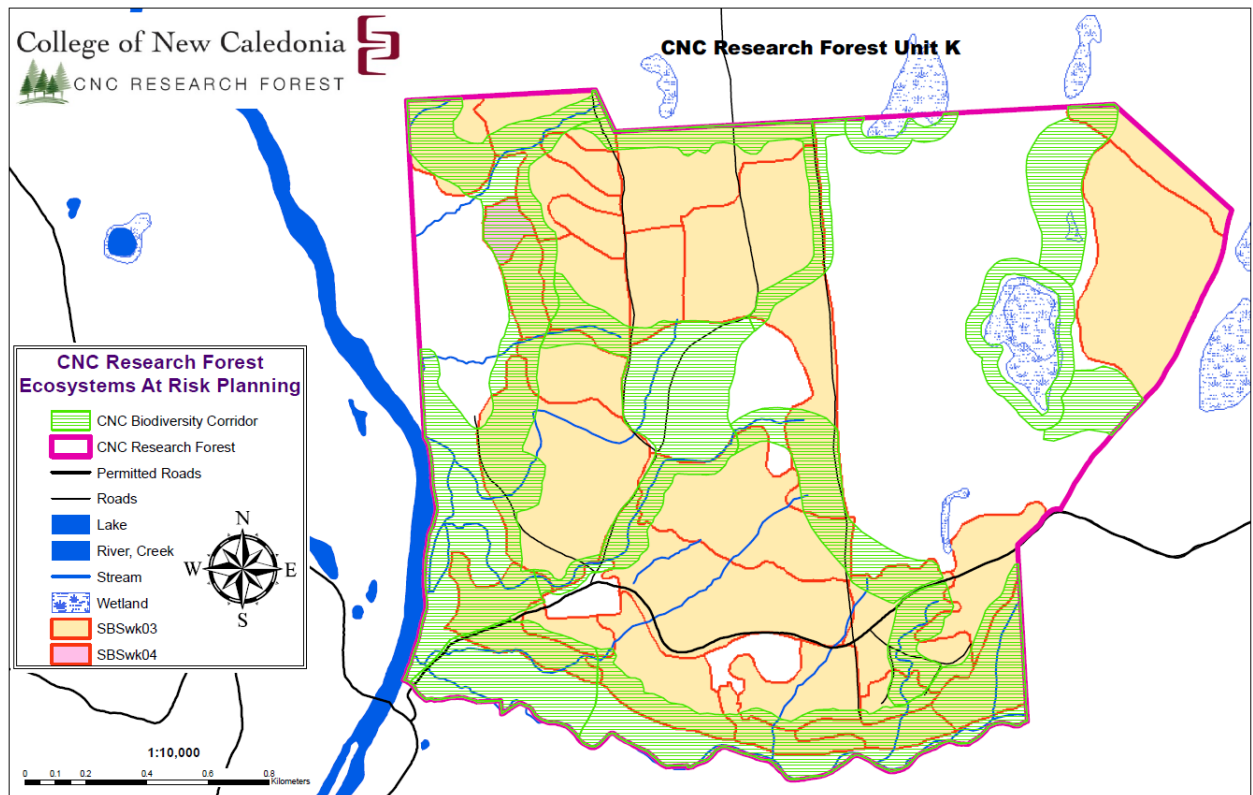 College of New Caledonia
CNC RESEARCH FOREST
CNC Research Forest Unit K
CNC Research Forest
Ecosystems At Risk Planning
CNC Biodiversity Corridor
CNC Research Forest
Permitted Roads
Roads
Lake
River, Creek
Stream
Wetland
SBSwk03
SBSwk04
N
W E
S
1:10,000
0 0.1 0.2 0.4 0.6 0.8
Kilometers